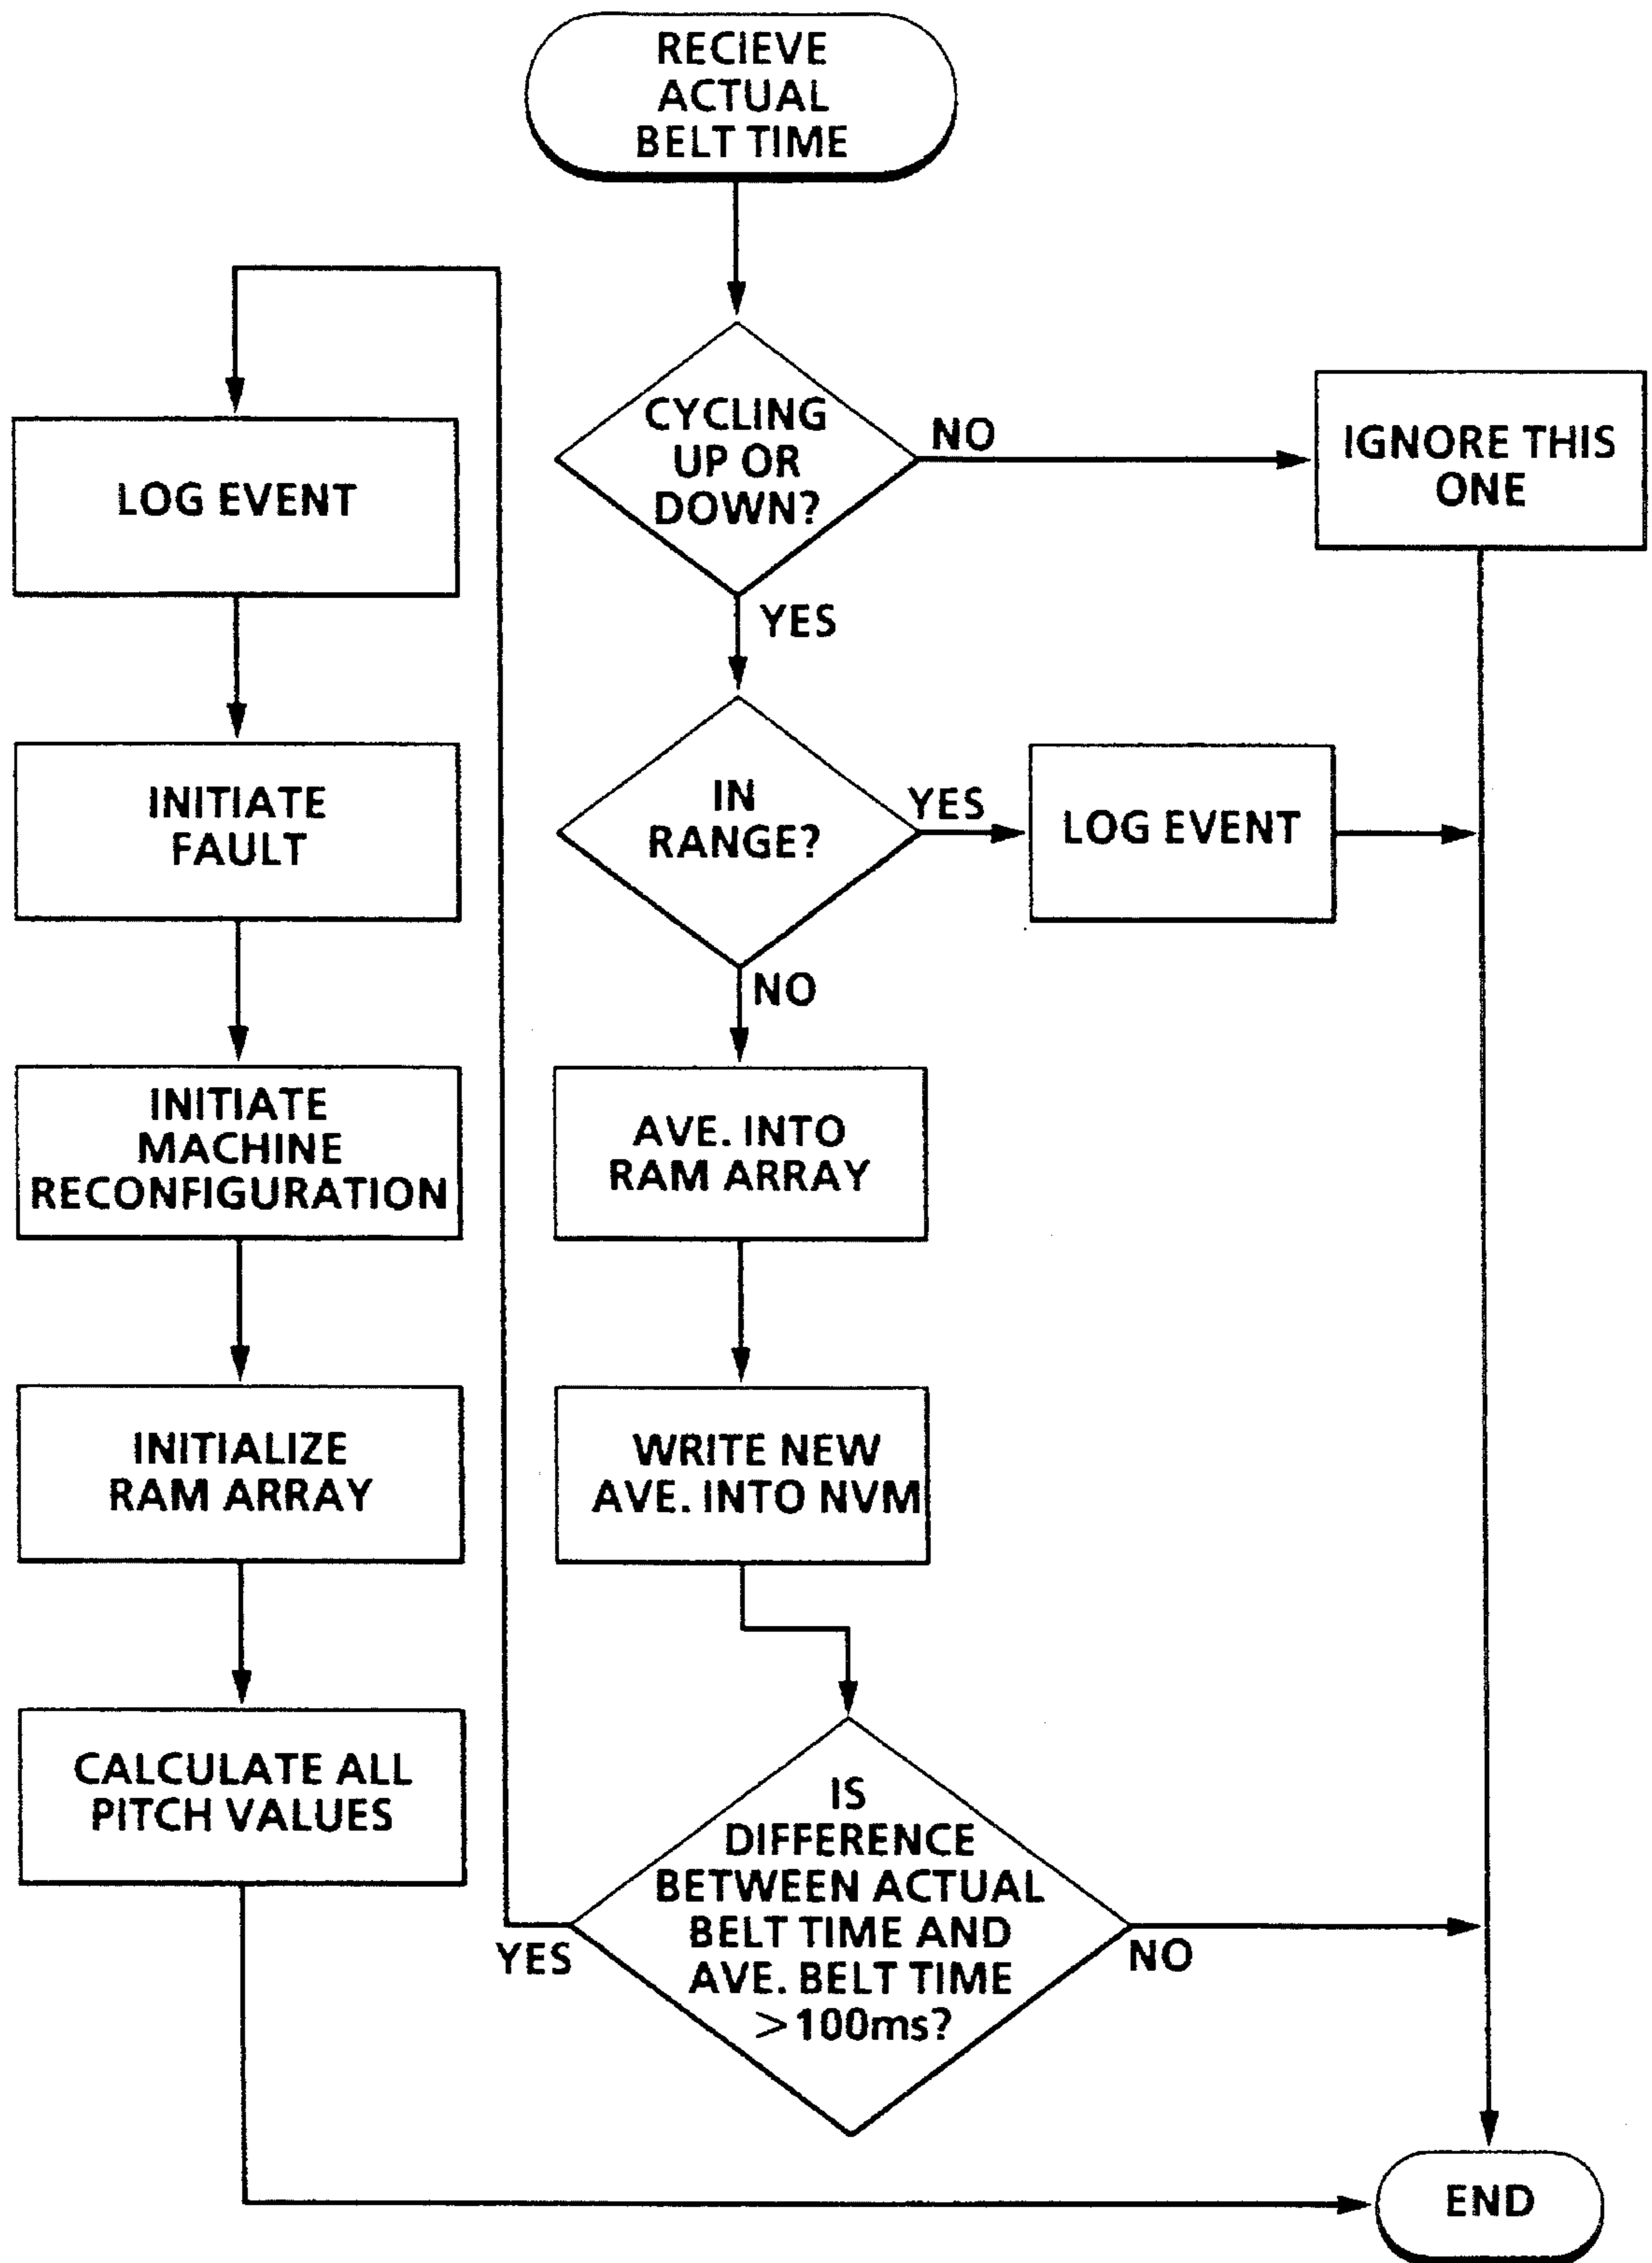 RECIEVE
ACTUAL
BELT TIME
CYCLING
UP OR
DOWN?
NO
IGNORE THIS
ONE
YES
IN
RANGE?
YES
LOG EVENT
NO
AVE. INTO
RAM ARRAY
WRITE NEW
AVE. INTO NVM
IS
DIFFERENCE
BETWEEN ACTUAL
BELT TIME AND
AVE. BELT TIME
>100ms?
YES
NO
LOG EVENT
INITIATE
FAULT
INITIATE
MACHINE
RECONFIGURATION
INITIALIZE
RAM ARRAY
CALCULATE ALL
PITCH VALUES
END